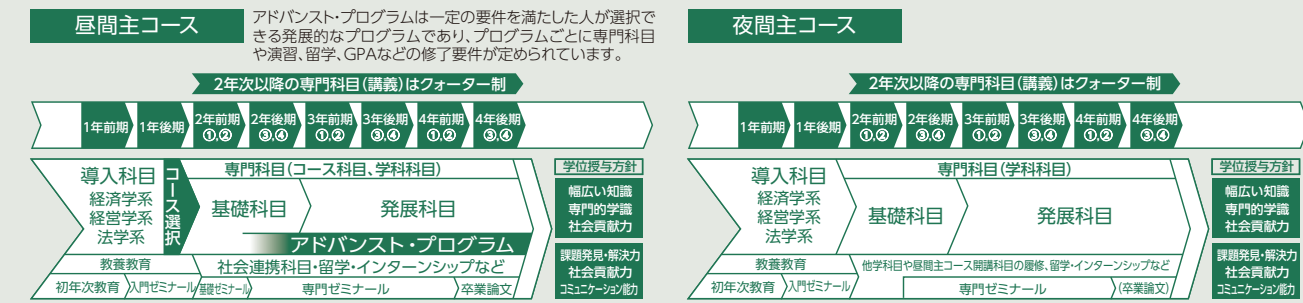 昼間主コース
アドバンスト・プログラムは一定の要件を満たした人が選択で
きる発展的なプログラムであり、プログラムごとに専門科目
や演習、留学、GPAなどの修了要件が定められています。
2年次以降の専門科目(講義)はクォーター制
1年前期
1年後期
2年前期
①,②
2年後期
③,④
3年前期
①,②
3年後期
③,④
4年前期
①,②
4年後期
③,④
導入科目
経済学系
経営学系
法学系
コース選択
専門科目(コース科目、学科科目)
基礎科目
発展科目
アドバンスト・プログラム
教養教育
社会連携科目・留学・インターンシップなど
初年次教育
入門ゼミナール
基礎ゼミナール
専門ゼミナール
卒業論文
学位授与方針
幅広い知識
専門的学識
社会貢献力
課題発見・解決力
社会貢献力
コミュニケーション能力
夜間主コース
2年次以降の専門科目(講義)はクォーター制
1年前期
1年後期
2年前期
①,②
2年後期
③,④
3年前期
①,②
3年後期
③,④
4年前期
①,②
4年後期
③,④
導入科目
経済学系
経営学系
法学系
専門科目(学科科目)
基礎科目
発展科目
教養教育
他学科目や昼間主コース開講科目の履修、留学・インターンシップなど
初年次教育
入門ゼミナール
専門ゼミナール
(卒業論文)
学位授与方針
幅広い知識
専門的学識
社会貢献力
課題発見・解決力
社会貢献力
コミュニケーション能力